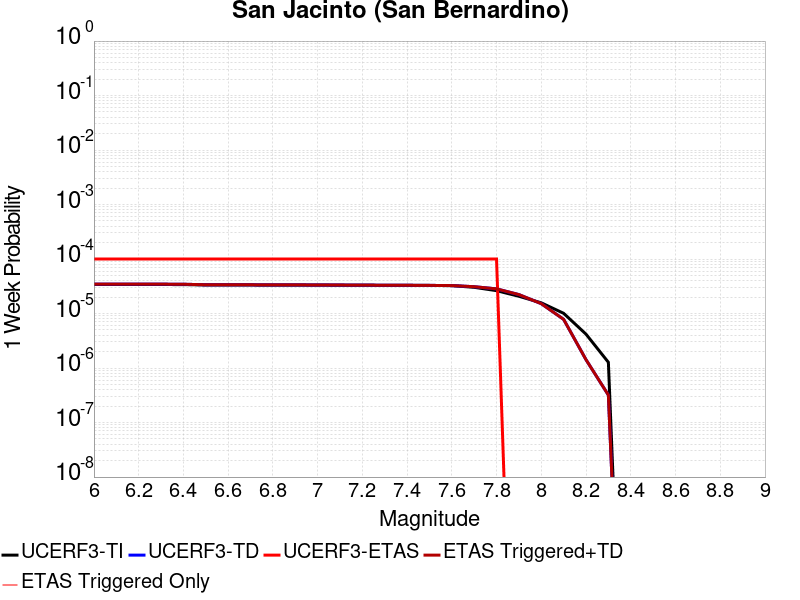 San Jacinto (San Bernardino)
1 Week Probability
10^0
10^-1
10^-2
10^-3
10^-4
10^-5
10^-6
10^-7
10^-8
6 6.2 6.4 6.6 6.8 7 7.2 7.4 7.6 7.8 8 8.2 8.4 8.6 8.8 9
Magnitude
UCERF3-TI UCERF3-TD UCERF3-ETAS ETAS Triggered+TD
ETAS Triggered Only